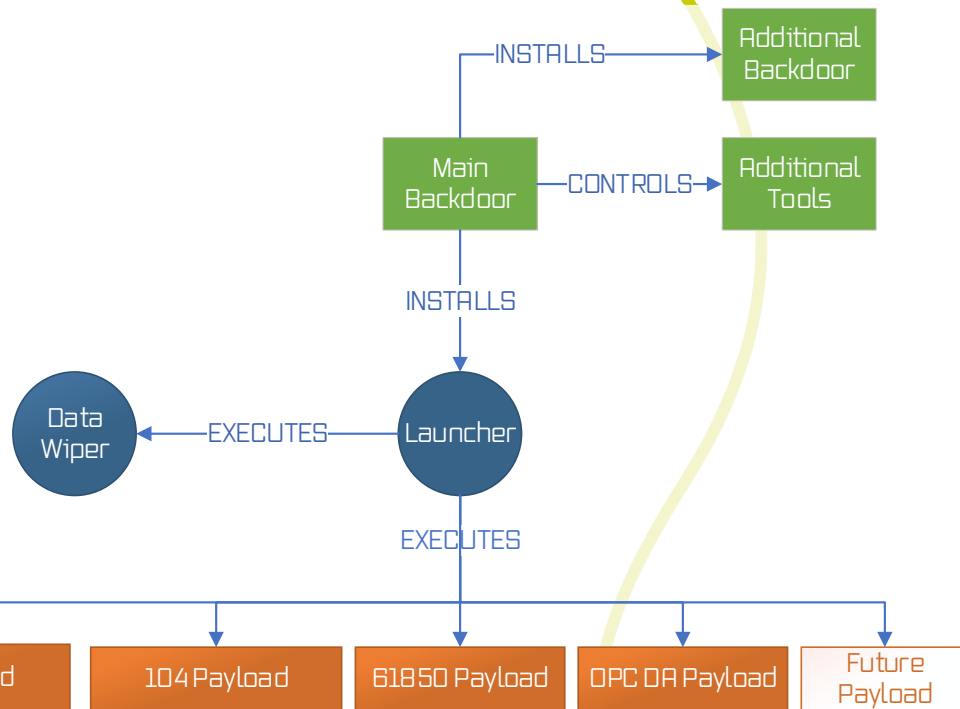 INSTALLS
Additional
Backdoor
Main
Backdoor
CONTROLS
Additional
Tools
INSTALLS
Data
Wiper
EXECUTES
Launcher
EXECUTES
d
104 Payload
61850 Payload
OPC DA Payload
Future
Payload